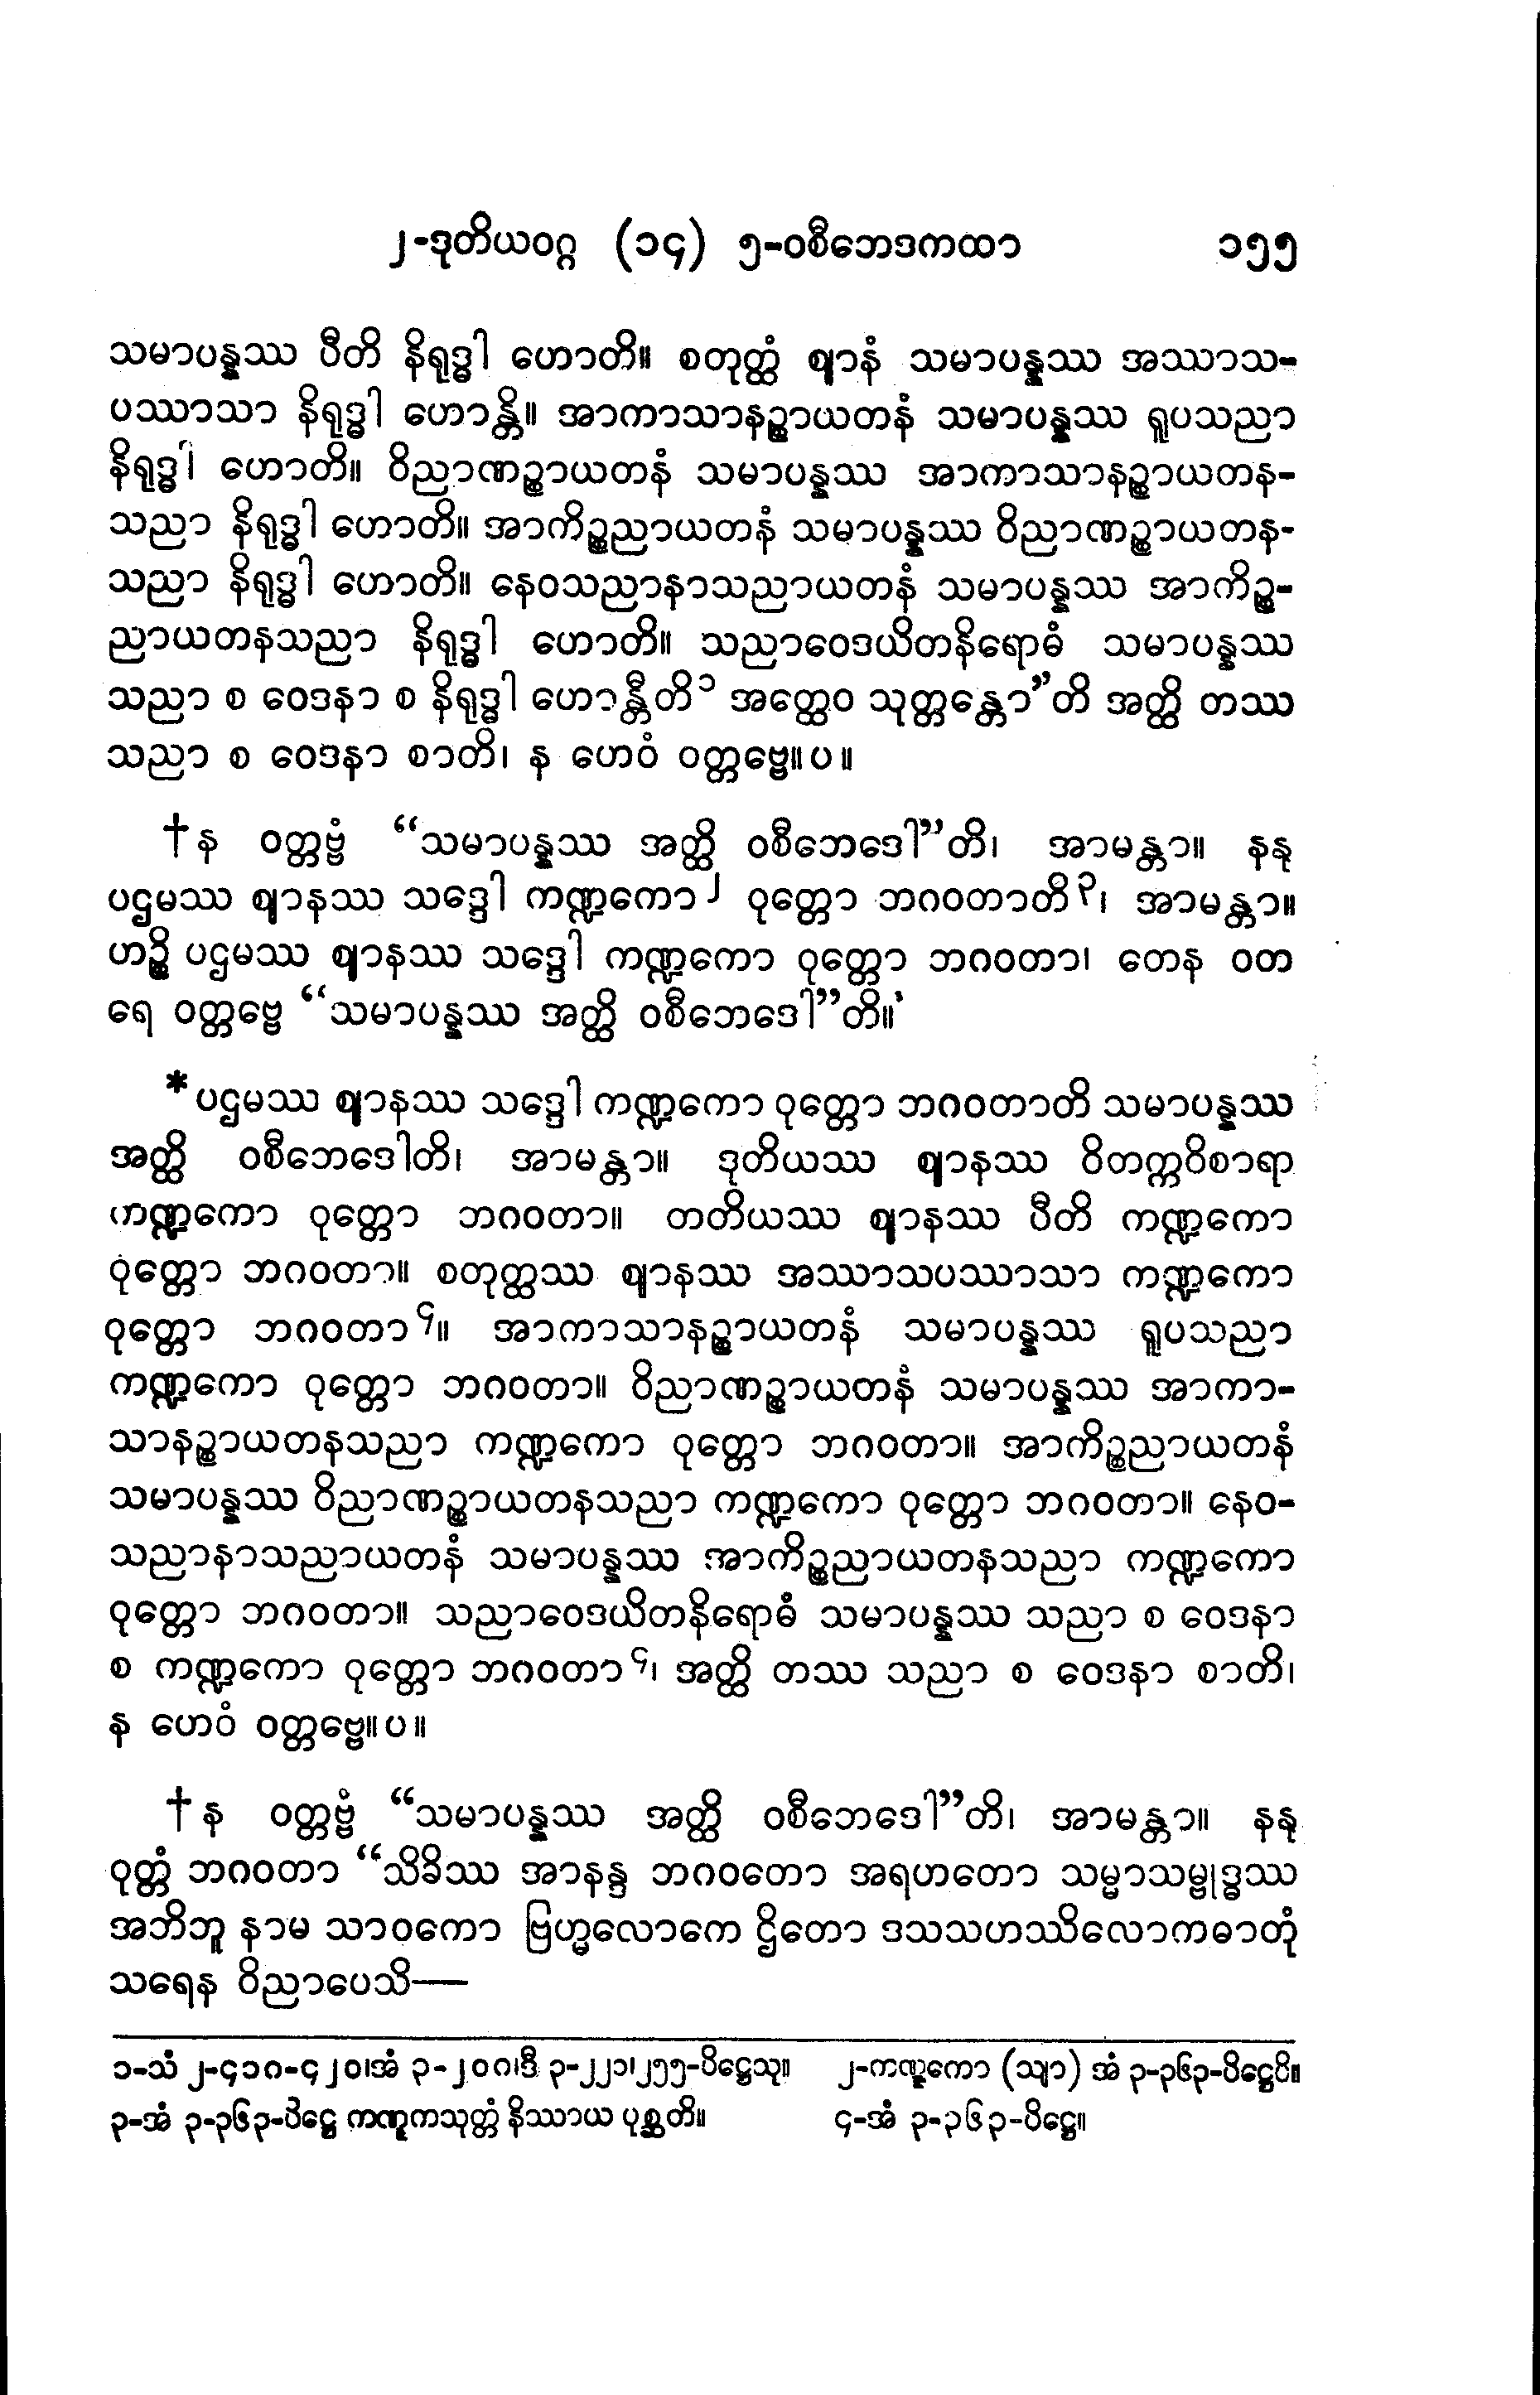 ၂-ဒုတိယဝဂ္ဂ (၁၄) ၅-ဝစီဘေဒကထာ ၁၅၅
သမာပန္နဿ ပီတိ နိရုဒ္ဓါ ဟောတိ။ စတုတ္ထံ ဈာနံ သမာပန္နဿ အဿာသ-
ပဿာသာ နိရုဒ္ဓါ ဟောန္တိ။ အာကာသာနဉ္စာယတနံ သမာပန္နဿ ရူပသညာ
နိရုဒ္ဓါ ဟောတိ။ ဝိညာဏဉ္စာယတနံ သမာပန္နဿ အာကာသာနဉ္စာယတန-
သညာ နိရုဒ္ဓါ ဟောတိ။ အာကိဉ္စညာယတနံ သမာပန္နဿ ဝိညာဏဉ္စာယတန-
သညာ နိရုဒ္ဓါ ဟောတိ။ နေဝသညာနာသညာယတနံ သမာပန္နဿ အာကိဉ္စ-
ညာယတနသညာ နိရုဒ္ဓါ ဟောတိ။ သညာဝေဒယိတနိရောဓံ သမာပန္နဿ
သညာ စ ဝေဒနာ စ နိရုဒ္ဓါ ဟောန္တီတိ၁ အတ္ထေဝ သုတ္တန္တော”တိ အတ္ထိ တဿ
သညာ စ ဝေဒနာ စာတိ၊ န ဟေဝံ ဝတ္တဗ္ဗေ။ပ။
†န ဝတ္တဗ္ဗံ “သမာပန္နဿ အတ္ထိ ဝစီဘေဒေါ”တိ၊ အာမန္တာ။ နနု
ပဌမဿ ဈာနဿ သဒ္ဒေါ ကဏ္ဍကော၂ ဝုတ္တော ဘဂဝတာတိ၃၊ အာမန္တာ။
ဟဉ္စိ ပဌမဿ ဈာနဿ သဒ္ဒေါ ကဏ္ဍကော ဝုတ္တော ဘဂဝတာ၊ တေန ဝတ
ရေ ဝတ္တဗ္ဗေ “သမာပန္နဿ အတ္ထိ ဝစီဘေဒေါ”တိ။
*ပဌမဿ ဈာနဿ သဒ္ဒေါ ကဏ္ဍကော ဝုတ္တော ဘဂဝတာတိ သမာပန္နဿ
အတ္ထိ ဝစီဘေဒေါတိ၊ အာမန္တာ။ ဒုတိယဿ ဈာနဿ ဝိတက္ကဝိစာရာ
ကဏ္ဍကော ဝုတ္တော ဘဂဝတာ။ တတိယဿ ဈာနဿ ပီတိ ကဏ္ဍကော
ဝုတ္တော ဘဂဝတာ။ စတုတ္ထဿ ဈာနဿ အဿာသပဿာသာ ကဏ္ဍကော
ဝုတ္တော ဘဂဝတာ၄။ အာကာသာနဉ္စာယတနံ သမာပန္နဿ ရူပသညာ
ကဏ္ဍကော ဝုတ္တော ဘဂဝတာ။ ဝိညာဏဉ္စာယတနံ သမာပန္နဿ အာကာ-
သာနဉ္စာယတနသညာ ကဏ္ဍကော ဝုတ္တော ဘဂဝတာ။ အာကိဉ္စညာယတနံ
သမာပန္နဿ ဝိညာဏဉ္စာယတနသညာ ကဏ္ဍကော ဝုတ္တော ဘဂဝတာ။ နေဝ-
သညာနာသညာယတနံ သမာပန္နဿ အာကိဉ္စညာယတနသညာ ကဏ္ဍကော
ဝုတ္တော ဘဂဝတာ။ သညာဝေဒယိတနိရောဓံ သမာပန္နဿ သညာ စ ဝေဒနာ
စ ကဏ္ဍကော ဝုတ္တော ဘဂဝတာ၄၊ အတ္ထိ တဿ သညာ စ ဝေဒနာ စာတိ၊
န ဟေဝံ ဝတ္တဗ္ဗေ။ပ။
†န ဝတ္တဗ္ဗံ “သမာပန္နဿ အတ္ထိ ဝစီဘေဒေါ”တိ၊ အာမန္တာ။ နနု
ဝုတ္တံ ဘဂဝတာ “သိခိဿ အာနန္ဒ ဘဂဝတော အရဟတော သမ္မာသမ္ဗုဒ္ဓဿ
အဘိဘူ နာမ သာဝကော ဗြဟ္မလောကေ ဌိတော ဒသသဟဿိလောကဓာတုံ
သရေန ဝိညာပေသိ—
၁-သံ ၂-၄၁၈-၄၂၀၊အံ ၃-၂၀၈၊ဒီ ၃-၂၂၁၊၂၅၅-ပိဋ္ဌေသု။ ၂-ကဏ္ဋကော (သျာ) အံ ၃-၃၆၃-ပိဋ္ဌေပိ။
၃-အံ ၃-၃၆၃-ပိဋ္ဌေ ကဏ္ဋကသုတ္တံ နိဿာယ ပုစ္ဆတိ။ ၄-အံ ၃-၃၆၃-ပိဋ္ဌေ။